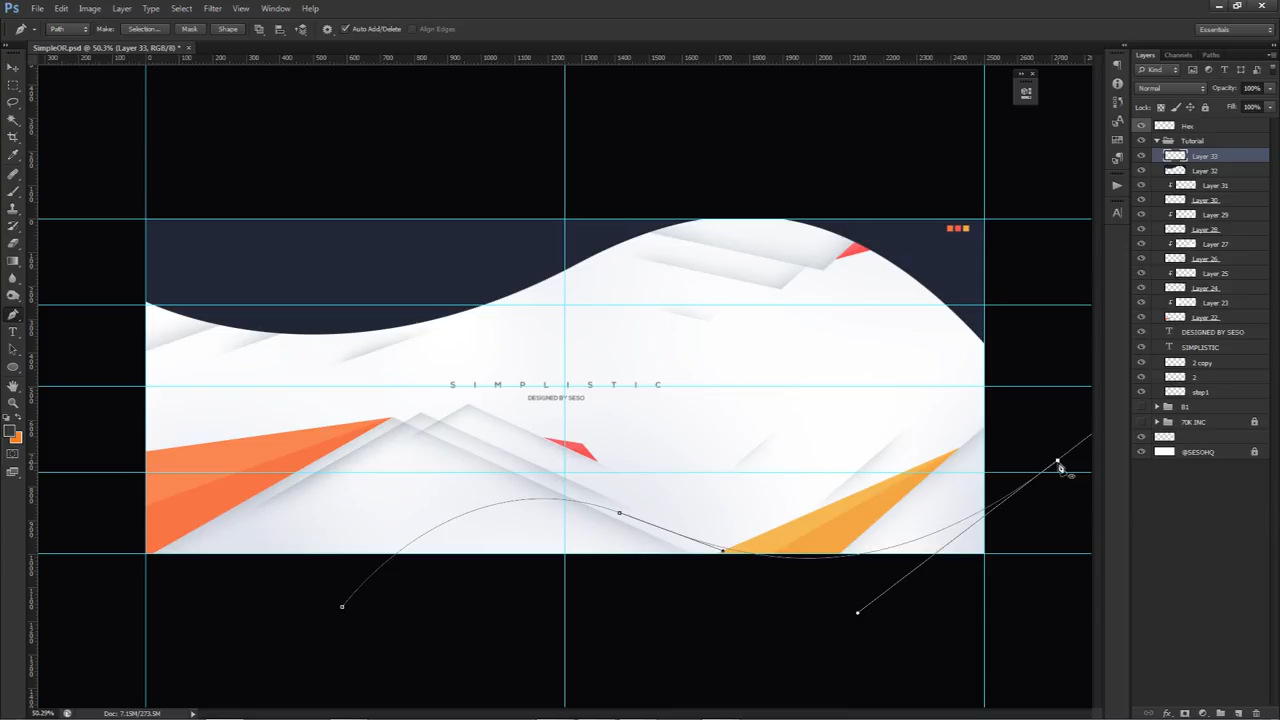 Ps File Edit Image Layer Type Select Filter View Window Help
Path Make: Selection... Mask Shape Auto Add/Delete Align Edges Essentials
SimpleOR.psd @ 50.3% (Layer 33, RGB/8) * ×
Layers Channels Paths
Kind
Normal Opacity: 100%
Lock: Fill: 100%
Hex
Tutorial
Layer 33
Layer 32
Layer 31
Layer 30
Layer 29
Layer 28
Layer 27
Layer 26
Layer 25
Layer 24
Layer 23
Layer 22
DESIGNED BY SESO
SIMPLISTIC
2 copy
2
step1
B1
70K INC
@SESOHQ
SIMPLISTIC
DESIGNED BY SESO
50.29% Doc: 7.15M/273.5M